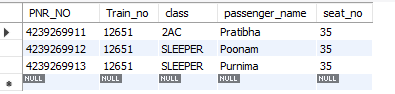 PNR_NO Train_no class passenger_name seat_no
4239269911 12651 2AC Pratibha 35
4239269912 12651 SLEEPER Poonam 35
4239269913 12651 SLEEPER Purnima 35
NULL NULL NULL NULL NULL